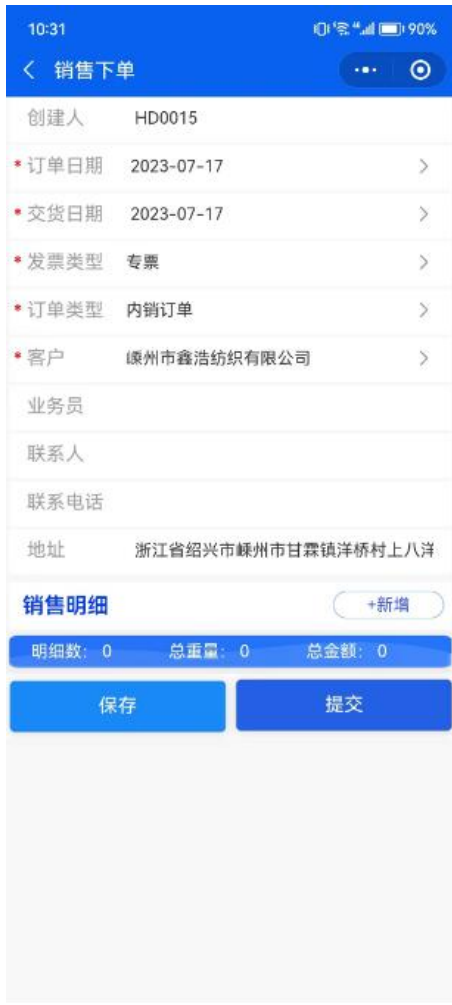 10:31 90%
销售下单
创建人 HD0015
*订单日期 2023-07-17
*交货日期 2023-07-17
*发票类型 专票
*订单类型 内销订单
*客户 嵊州市鑫浩纺织有限公司
业务员
联系人
联系电话
地址 浙江省绍兴市嵊州市甘霖镇洋桥村上八洋
销售明细 +新增
明细数: 0 总重量: 0 总金额: 0
保存 提交